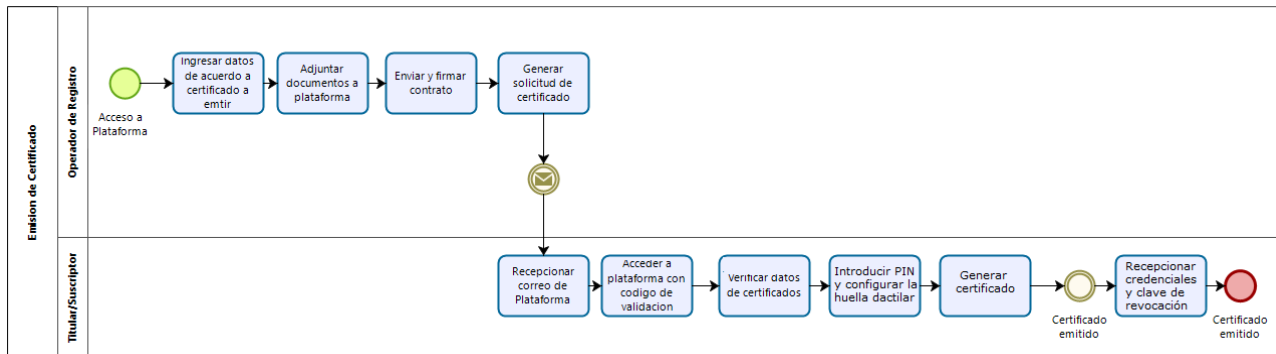 Emision de Certificado
Operador de Registro
Acceso a
Plataforma
Ingresar datos
de acuerdo a
certificado a
emtir
Adjuntar
documentos a
plataforma
Enviar y firmar
contrato
Generar
solicitud de
certificado
Titular/Suscriptor
Recepcionar
correo de
Plataforma
Acceder a
plataforma con
codigo de
validacion
Verificar datos
de certificados
Introducir PIN
y configurar la
huella dactilar
Generar
certificado
Certificado
emitido
Recepcionar
credenciales
y clave de
revocación
Certificado
emitido